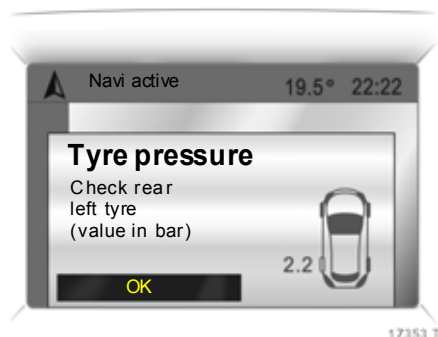 Navi active 19.5° 22:22
Tyre pressure
Check rear
left tyre
(value in bar)
2.2
OK
17353 T